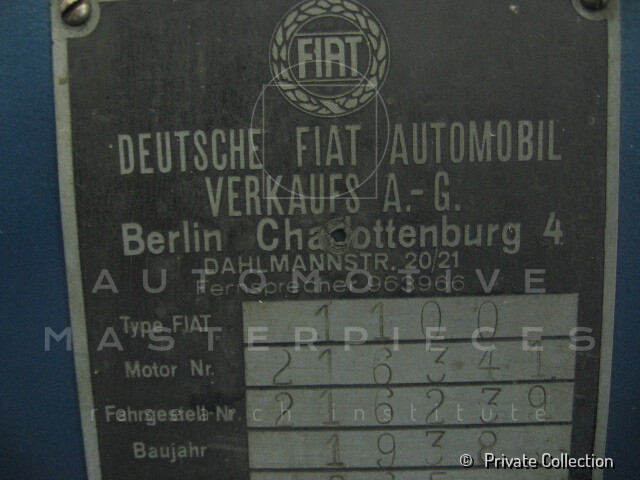 FIAT
DEUTSCHE FIAT AUTOMOBIL
VERKAUFS A.-G.
Berlin Charlottenburg 4
DAHLMANNSTR. 20/21
Fernsprecher 963966
AUTOMOTIVE
Type FIAT 1100
MASTERPIECES
Motor Nr. 216341
Fahrgestell-Nr. 216239
research institute
Baujahr 1938
© Private Collection